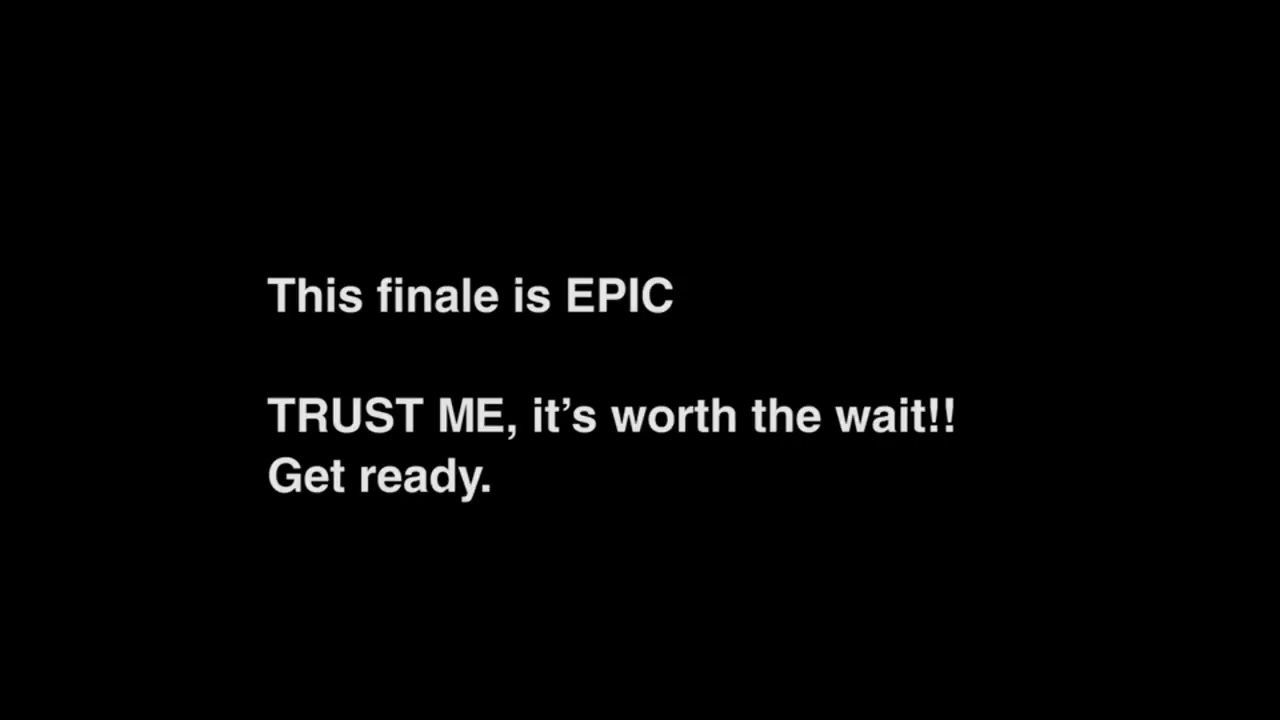 This finale is EPIC
TRUST ME, it’s worth the wait!!
Get ready.